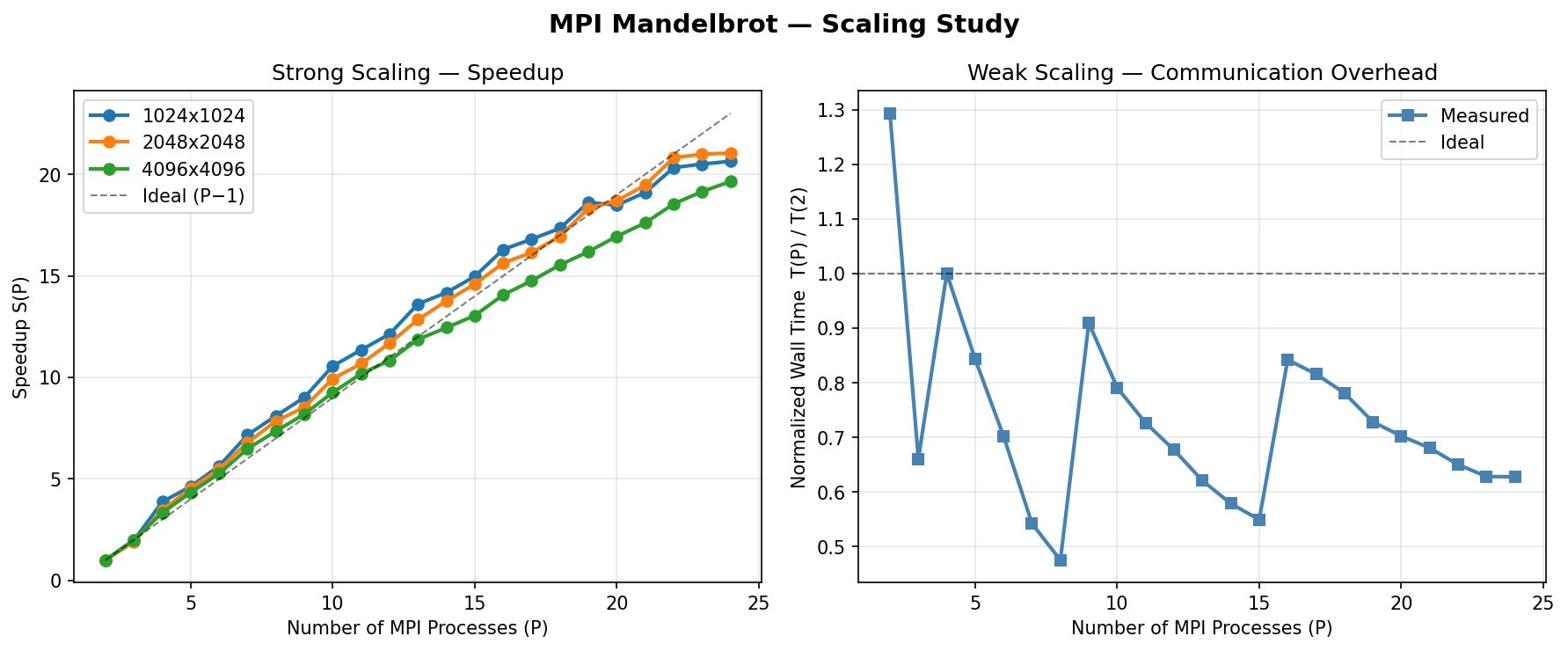 MPI Mandelbrot — Scaling Study
Strong Scaling — Speedup
1024x1024
2048x2048
4096x4096
Ideal (P−1)
Speedup S(P)
20
15
10
5
0
5
10
15
20
25
Number of MPI Processes (P)
Weak Scaling — Communication Overhead
Measured
Ideal
Normalized Wall Time  T(P) / T(2)
1.3
1.2
1.1
1.0
0.9
0.8
0.7
0.6
0.5
5
10
15
20
25
Number of MPI Processes (P)